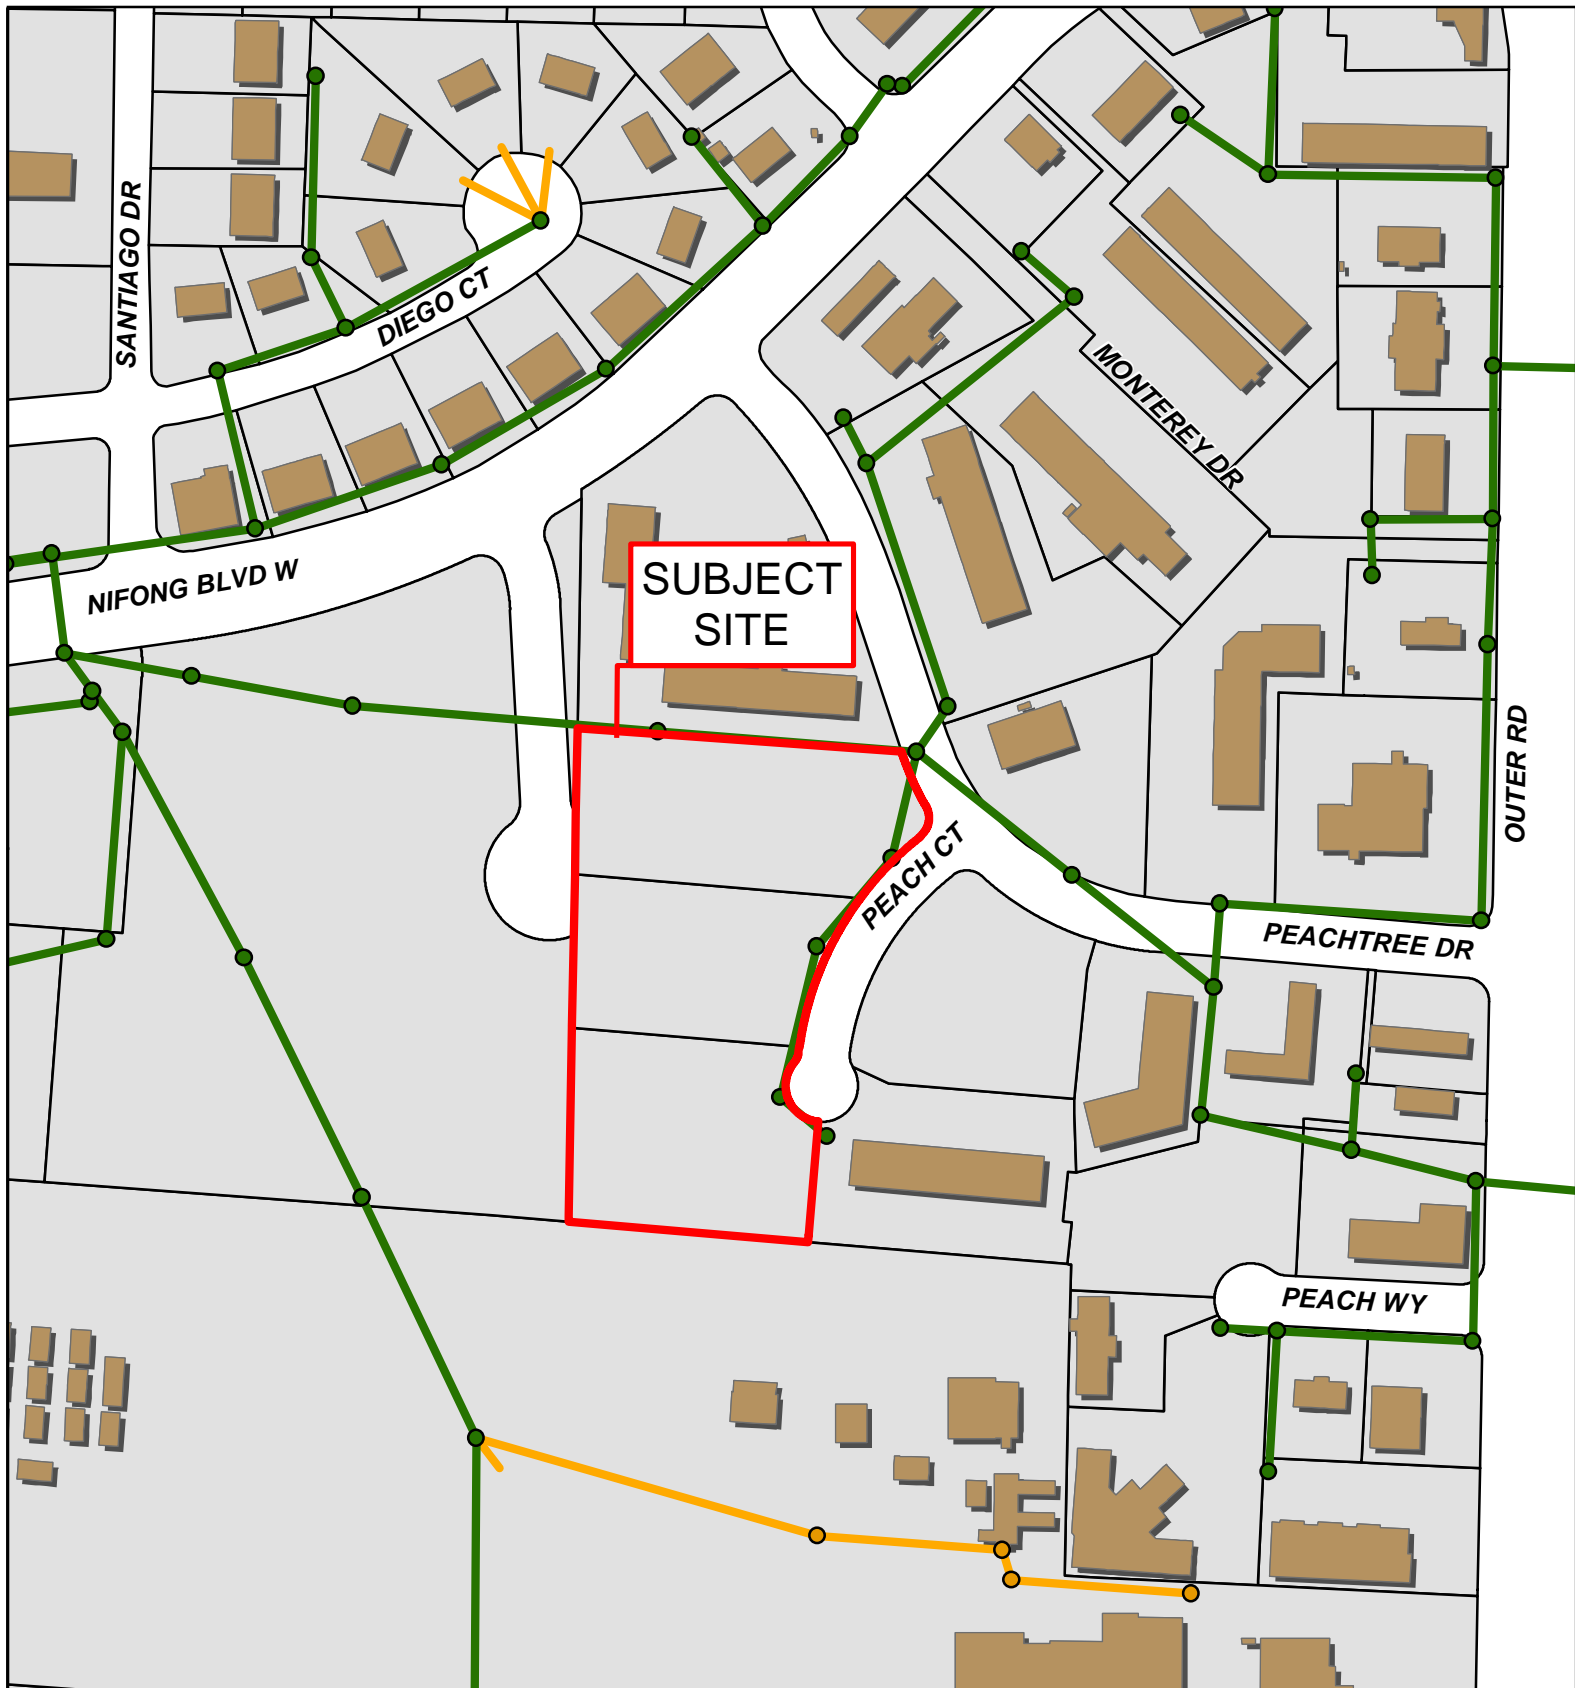 SANTIAGO DR
DIEGO CT
MONTEREY DR
NIFONG BLVD W
SUBJECT
SITE
OUTER RD
PEACH CT
PEACHTREE DR
PEACH WY